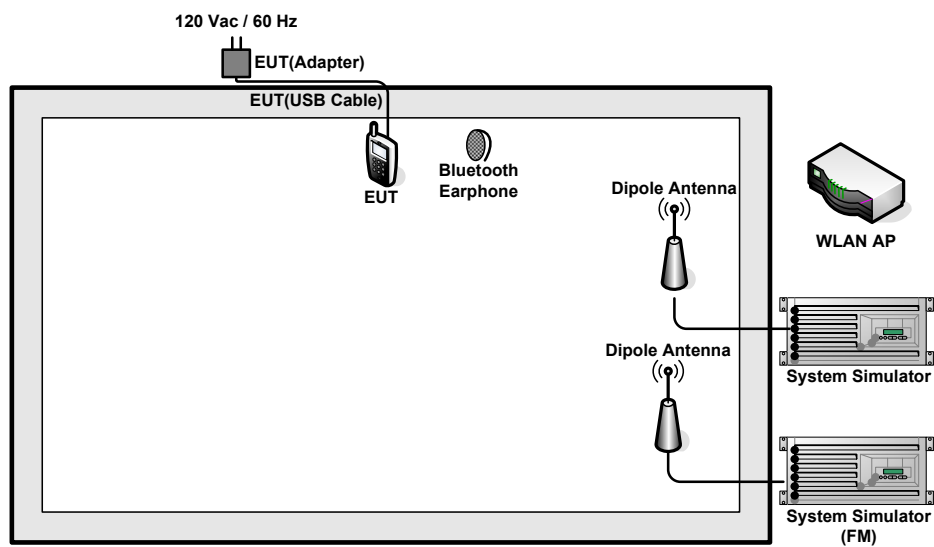 120 Vac / 60 Hz
EUT(Adapter)
EUT(USB Cable)
EUT
Bluetooth
Earphone
Dipole Antenna
WLAN AP
System Simulator
Dipole Antenna
System Simulator
(FM)